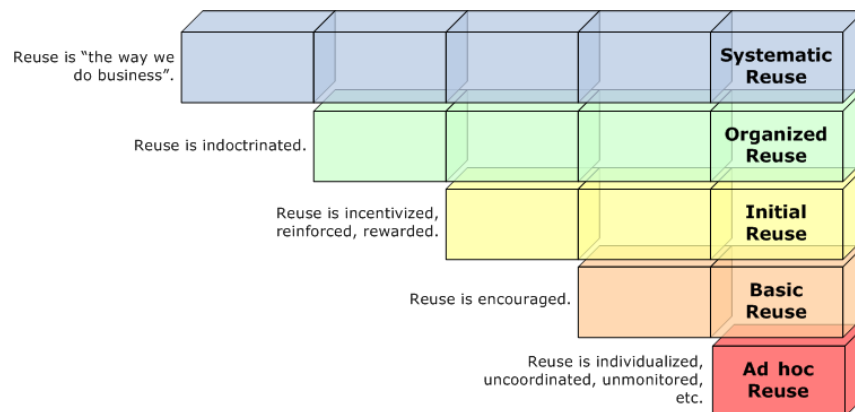 Reuse is “the way we
do business”.
Systematic
Reuse
Reuse is indoctrinated.
Organized
Reuse
Reuse is incentivized,
reinforced, rewarded.
Initial
Reuse
Reuse is encouraged.
Basic
Reuse
Reuse is individualized,
uncoordinated, unmonitored,
etc.
Ad hoc
Reuse